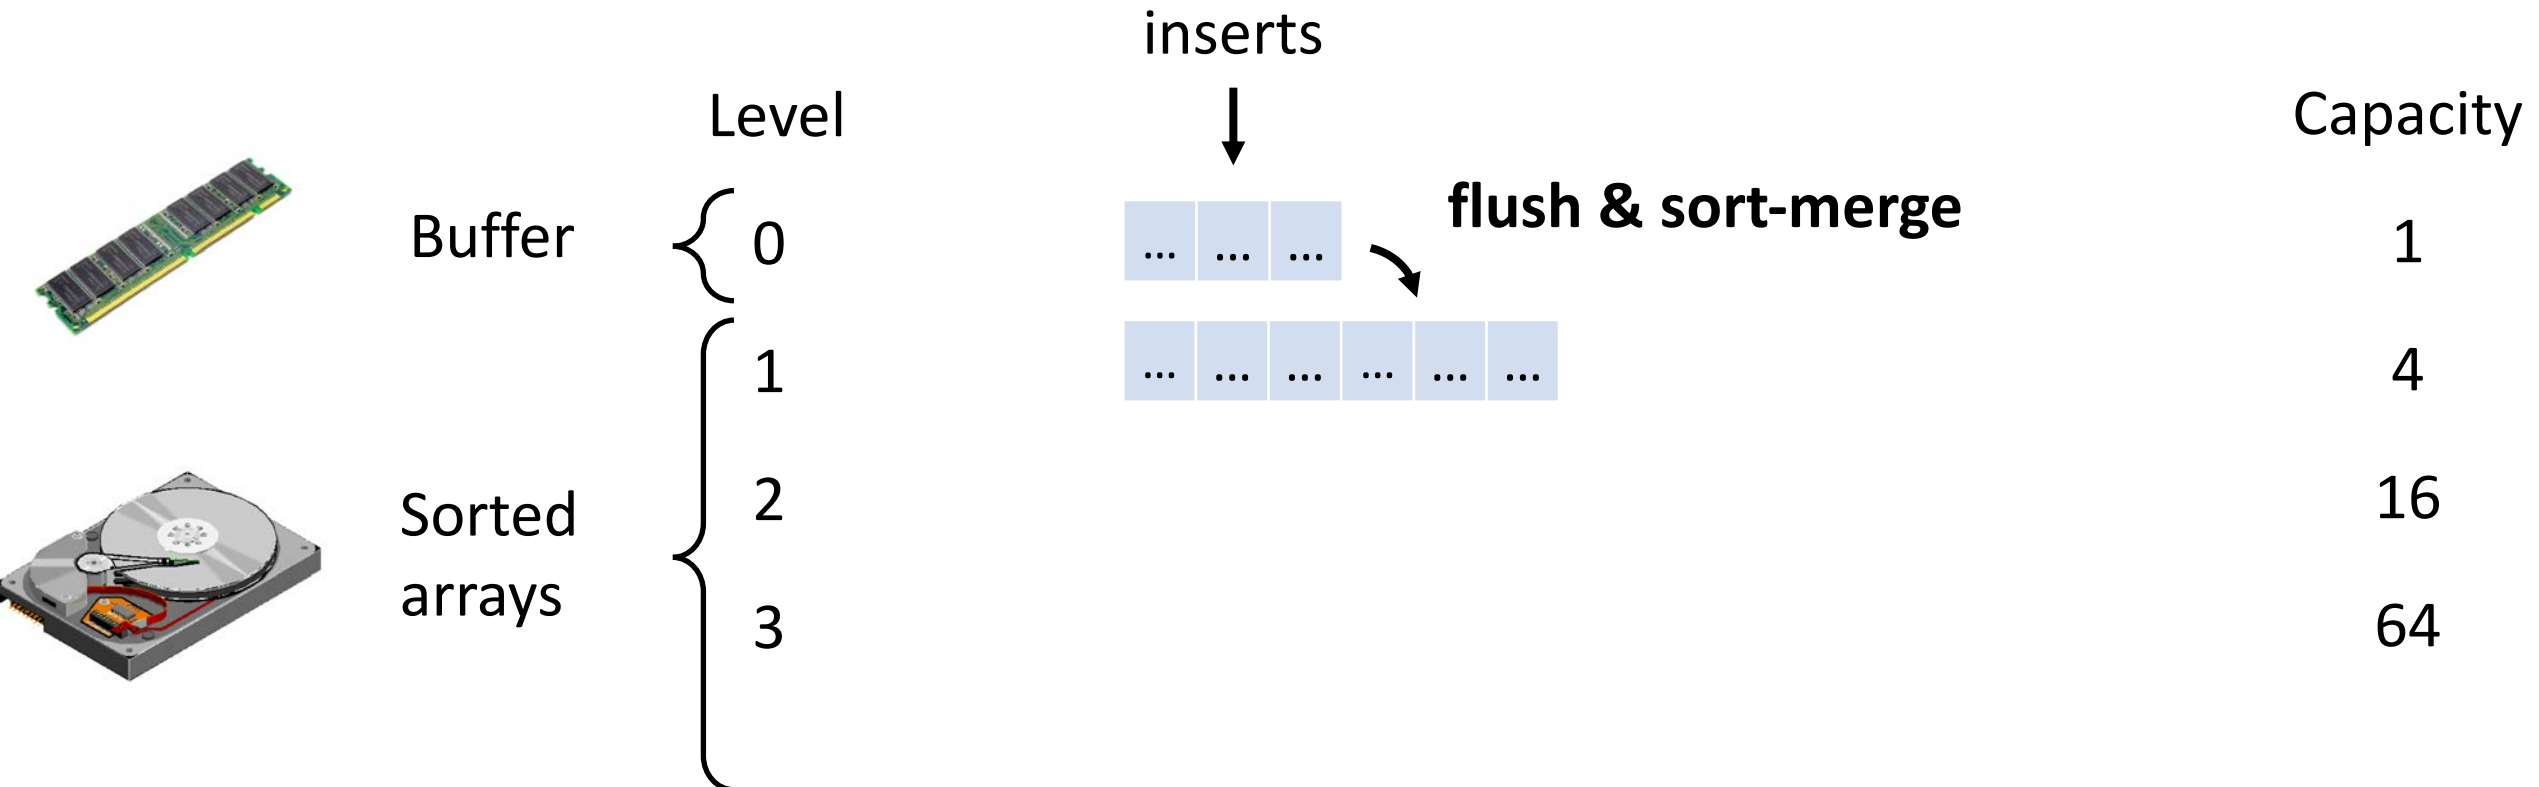 inserts
Level
Capacity
Buffer
0
... ... ...
flush & sort-merge
1
1
... ... ... ... ... ...
4
Sorted
arrays
2
16
3
64